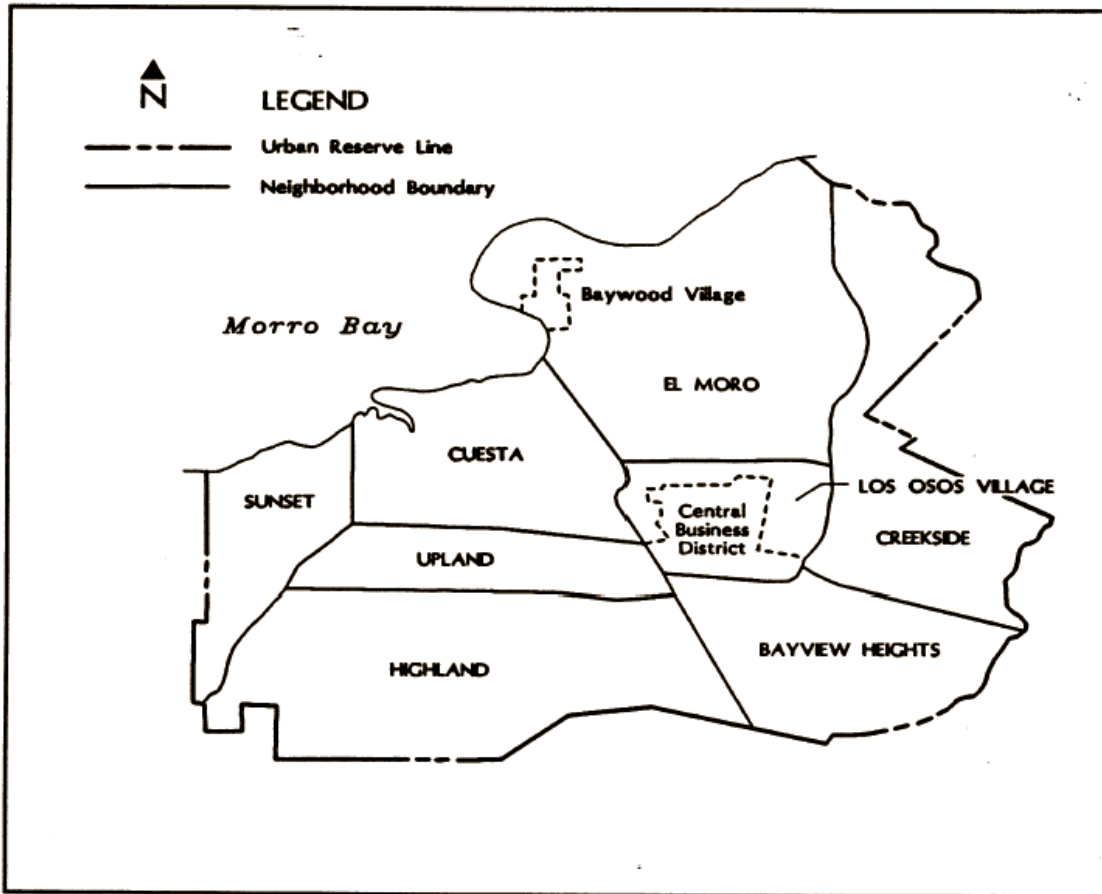 N
LEGEND
Urban Reserve Line
Neighborhood Boundary
Baywood Village
Morro Bay
EL MORO
CUESTA
SUNSET
LOS OSOS VILLAGE
Central
Business
District
CREEKSIDE
UPLAND
BAYVIEW HEIGHTS
HIGHLAND